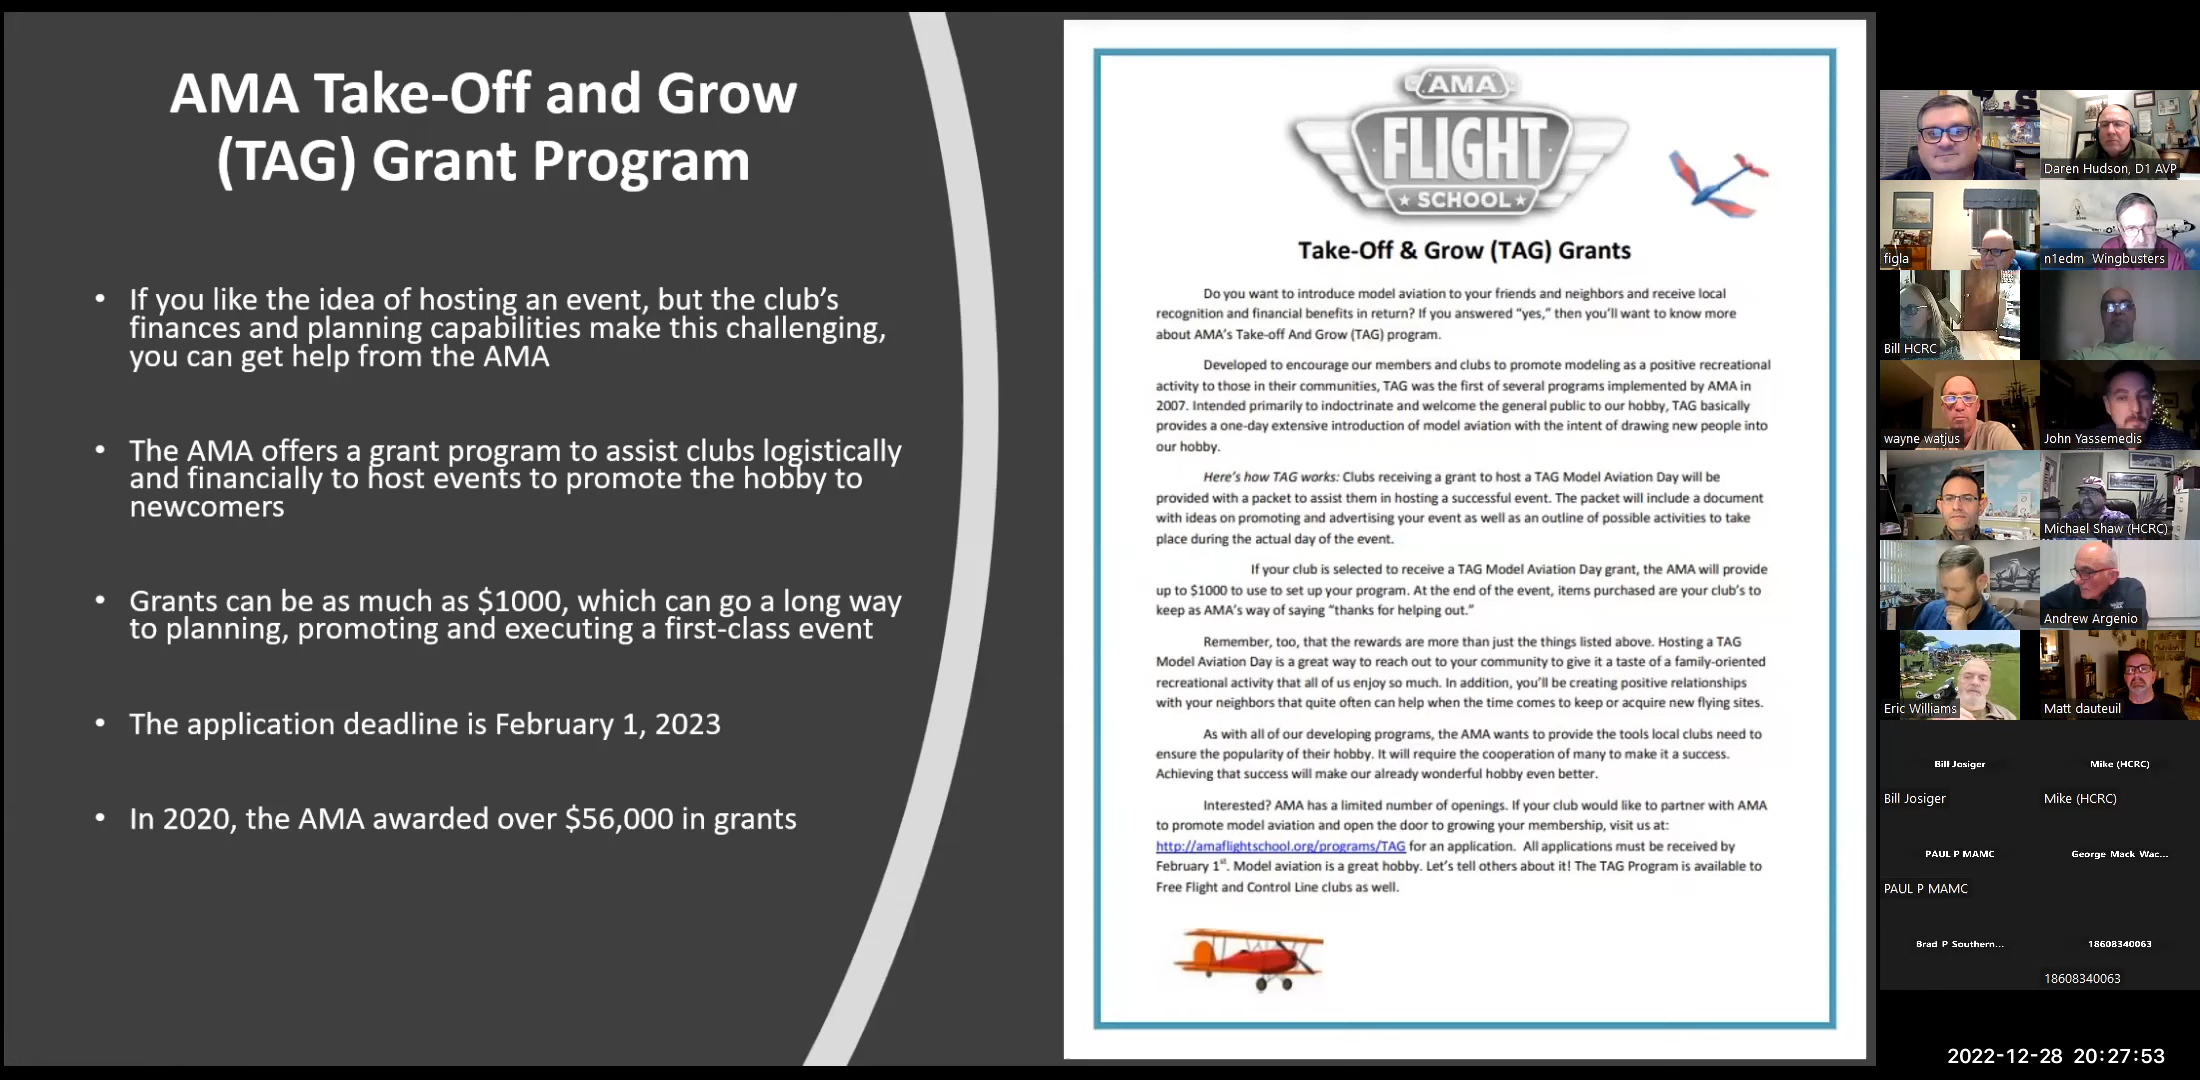 AMA Take-Off and Grow
(TAG) Grant Program
• If you like the idea of hosting an event, but the club's
finances and planning capabilities make this challenging,
you can get help from the AMA
• The AMA offers a grant program to assist clubs logistically
and financially to host events to promote the hobby to
newcomers
• Grants can be as much as $1000, which can go a long way
to planning, promoting and executing a first-class event
• The application deadline is February 1, 2023
• In 2020, the AMA awarded over $56,000 in grants
AMA
FLIGHT
SCHOOL
Take-Off & Grow (TAG) Grants
Do you want to introduce model aviation to your friends and neighbors and receive local
recognition and financial benefits in return? If you answered "yes," then you'll want to know more
about AMA's Take-off And Grow (TAG) program.
Developed to encourage our members and clubs to promote modeling as a positive recreational
activity to those in their communities, TAG was the first of several programs implemented by AMA in
2007. Intended primarily to indoctrinate and welcome the general public to our hobby, TAG basically
provides a one-day extensive introduction of model aviation with the intent of drawing new people into
our hobby.
Here's how TAG works: Clubs receiving a grant to host a TAG Model Aviation Day will be
provided with a packet to assist them in hosting a successful event. The packet will include a document
with ideas on promoting and advertising your event as well as an outline of possible activities to take
place during the actual day of the event.
If your club is selected to receive a TAG Model Aviation Day grant, the AMA will provide
up to $1000 to use to set up your program. At the end of the event, items purchased are your club's to
keep as AMA's way of saying "thanks for helping out."
Remember, too, that the rewards are more than just the things listed above. Hosting a TAG
Model Aviation Day is a great way to reach out to your community to give it a taste of a family-oriented
recreational activity that all of us enjoy so much. In addition, you'll be creating positive relationships
with your neighbors that quite often can help when the time comes to keep or acquire new flying sites.
As with all of our developing programs, the AMA wants to provide the tools local clubs need to
ensure the popularity of their hobby. It will require the cooperation of many to make it a success.
Achieving that success will make our already wonderful hobby even better.
Interested? AMA has a limited number of openings. If your club would like to partner with AMA
to promote model aviation and open the door to growing your membership, visit us at:
http://amaflightschool.org/programs/TAG for an application. All applications must be received by
February 1st. Model aviation is a great hobby. Let's tell others about it! The TAG Program is available to
Free Flight and Control Line clubs as well.
Daren Hudson, D1 AVP
figla
n1edm Wingbusters
Bill HCRC
wayne watjus
John Yassemedis
Michael Shaw (HCRC)
Andrew Argenio
Eric Williams
Matt dauteuil
Bill Josiger
Mike (HCRC)
Bill Josiger
Mike (HCRC)
PAUL P MAMC
George Mack Wac...
PAUL P MAMC
Brad P Southern...
18608340063
18608340063
2022-12-28 20:27:53